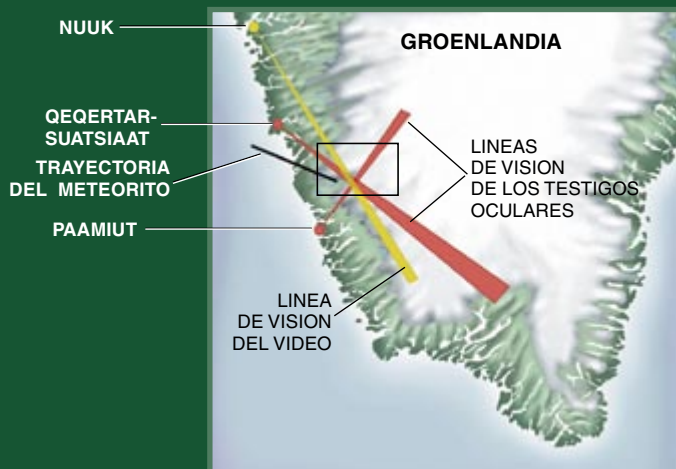 NUUK
GROENLANDIA
QEQERTAR-
SUATSIAAT
TRAYECTORIA
DEL METEORITO
PAAMIUT
LINEAS
DE VISION
DE LOS TESTIGOS
OCULARES
LINEA
DE VISION
DEL VIDEO